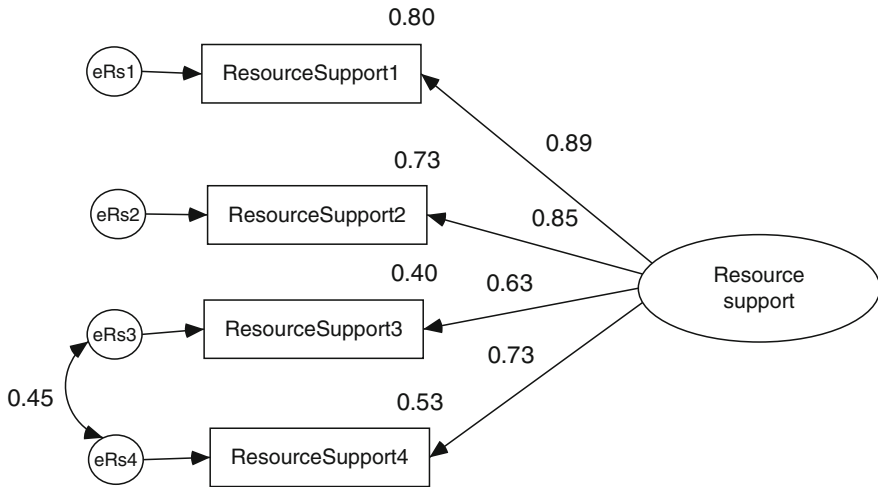 0.80
eRs1
ResourceSupport1
0.89
0.73
eRs2
ResourceSupport2
0.85
Resource
support
0.40
0.63
eRs3
ResourceSupport3
0.73
0.45
0.53
eRs4
ResourceSupport4